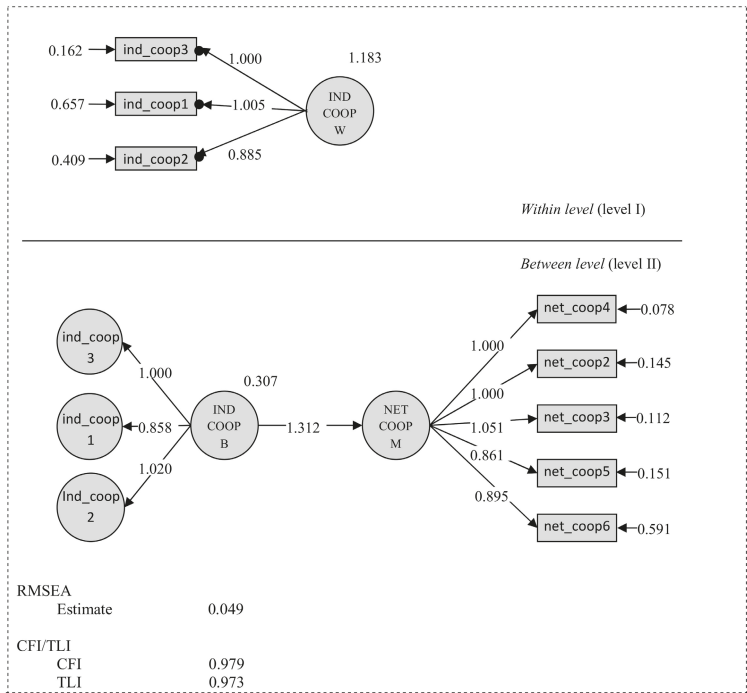 1.183
0.162 ind_coop3 1.000
0.657 ind_coop1 1.005
0.409 ind_coop2 0.885
IND
COOP
W
Within level (level I)
Between level (level II)
ind_coop
3
ind_coop
1
Ind_coop
2
1.000
0.858
1.020
0.307
IND
COOP
B
1.312
NET
COOP
M
1.000
1.000
1.051
0.861
0.895
net_coop4 0.078
net_coop2 0.145
net_coop3 0.112
net_coop5 0.151
net_coop6 0.591
RMSEA
Estimate 0.049
CFI/TLI
CFI 0.979
TLI 0.973